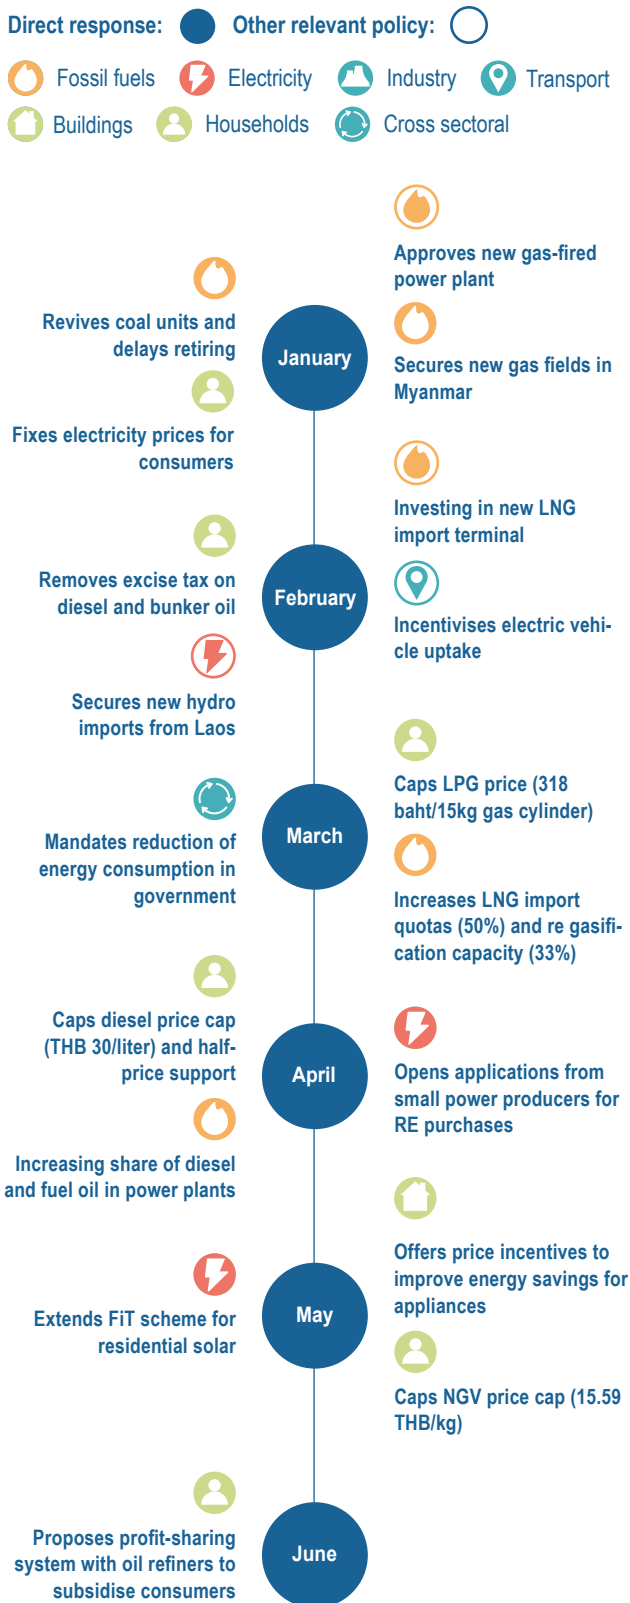 Direct response: Other relevant policy:
Fossil fuels Electricity Industry Transport
Buildings Households Cross sectoral
Approves new gas-fired
power plant
Revives coal units and
delays retiring
January
Secures new gas fields in
Myanmar
Fixes electricity prices for
consumers
Investing in new LNG
import terminal
Removes excise tax on
diesel and bunker oil
February
Incentivises electric vehi-
cle uptake
Secures new hydro
imports from Laos
Caps LPG price (318
baht/15kg gas cylinder)
March
Mandates reduction of
energy consumption in
government
Increases LNG import
quotas (50%) and re gasifi-
cation capacity (33%)
Caps diesel price cap
(THB 30/liter) and half-
price support
April
Opens applications from
small power producers for
RE purchases
Increasing share of diesel
and fuel oil in power plants
Offers price incentives to
improve energy savings for
appliances
Extends FiT scheme for
residential solar
May
Caps NGV price cap (15.59
THB/kg)
Proposes profit-sharing
system with oil refiners to
subsidise consumers
June